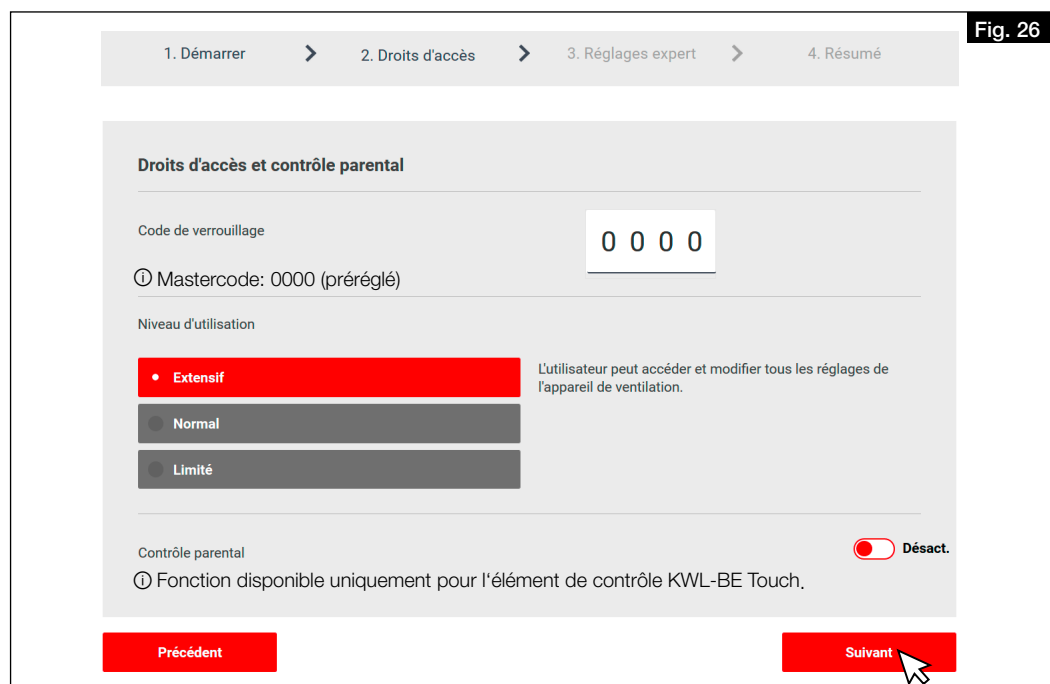 Fig. 26
1. Démarrer
2. Droits d'accès
3. Réglages expert
4. Résumé
Droits d'accès et contrôle parental
Code de verrouillage
0 0 0 0
ⓘ Mastercode: 0000 (préréglé)
Niveau d'utilisation
Extensif
L'utilisateur peut accéder et modifier tous les réglages de
l'appareil de ventilation.
Normal
Limité
Contrôle parental
Désact.
ⓘ Fonction disponible uniquement pour l‘élément de contrôle KWL-BE Touch.
Précédent
Suivant